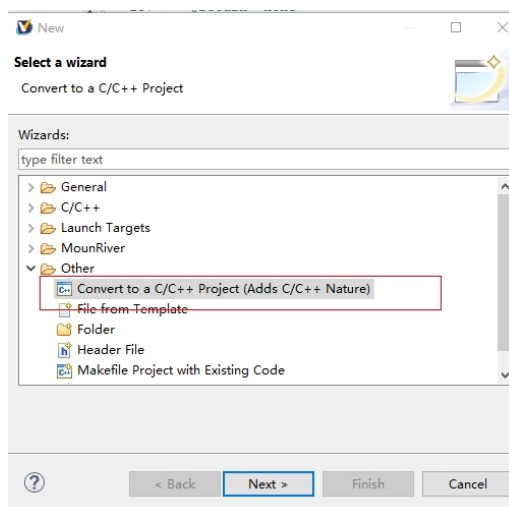 New
Select a wizard
Convert to a C/C++ Project
Wizards:
type filter text
General
C/C++
Launch Targets
MounRiver
Other
Convert to a C/C++ Project (Adds C/C++ Nature)
File from Template
Folder
Header File
Makefile Project with Existing Code
< Back Next > Finish Cancel